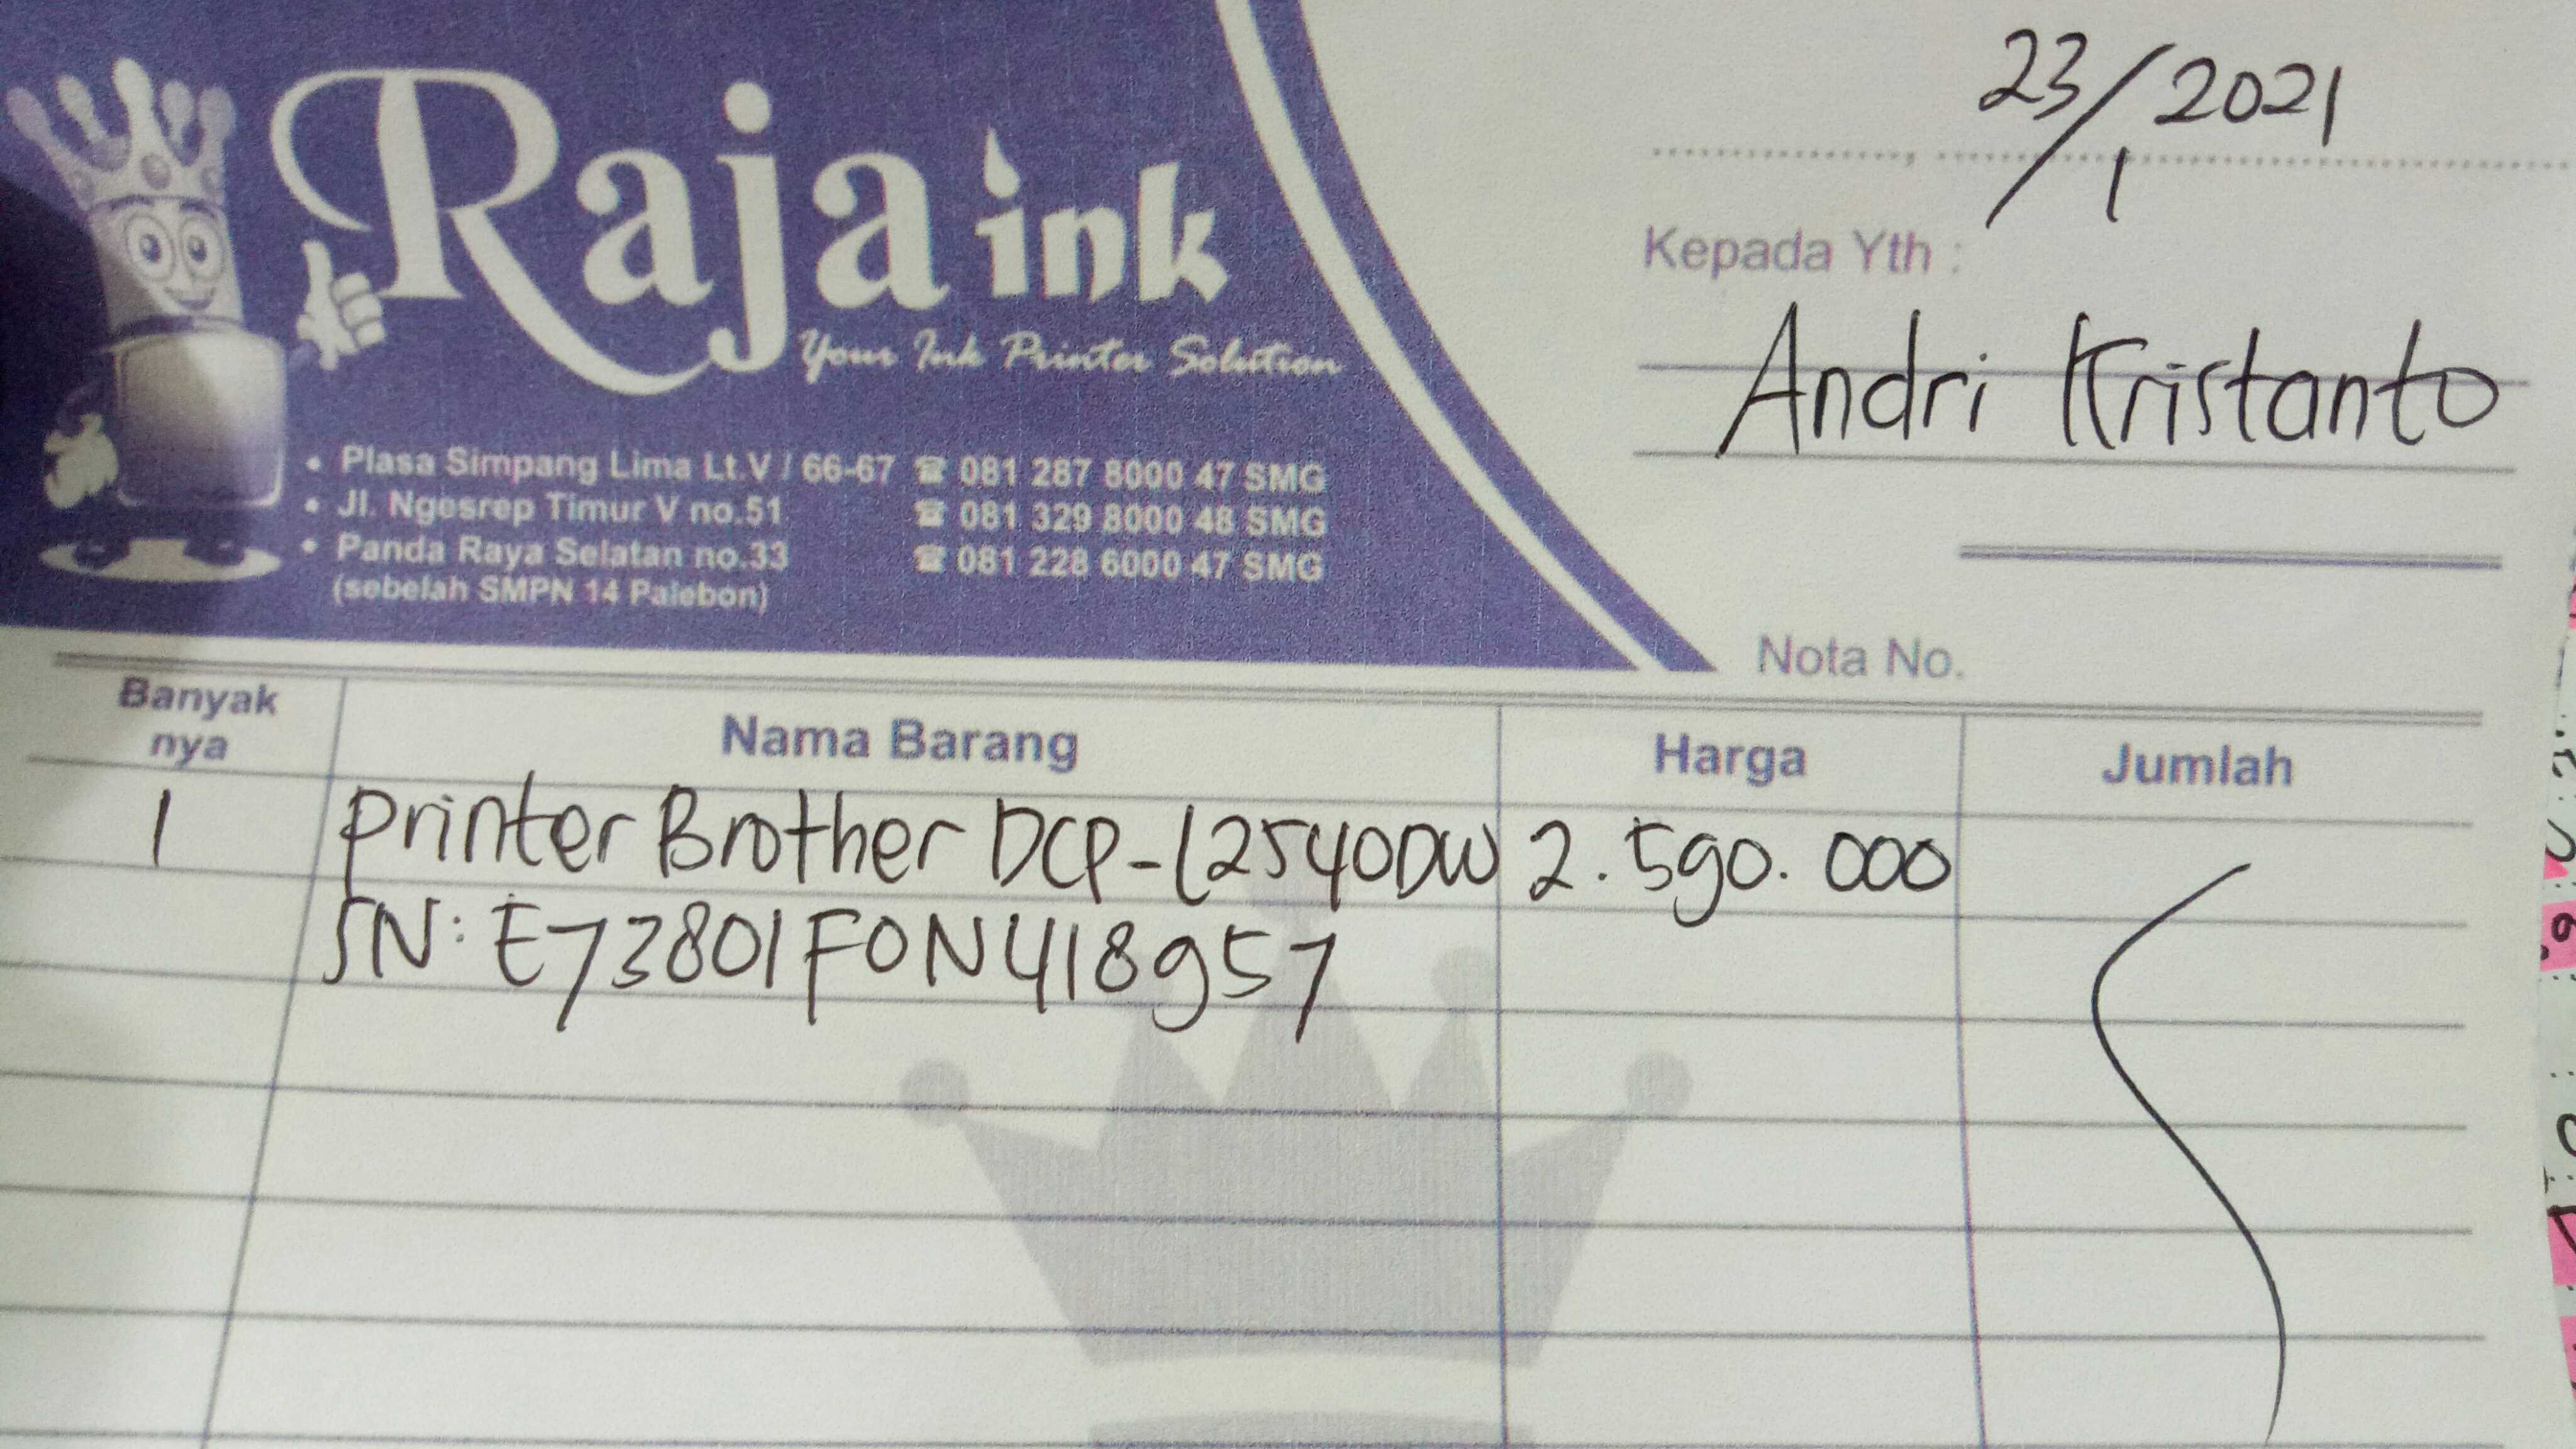 23/1 2021
Raja ink
Your Ink Printer Solution
Kepada Yth :
Andri Kristanto
• Plasa Simpang Lima Lt.V / 66-67 ☎ 081 287 8000 47 SMG
• Jl. Ngesrep Timur V no.51 ☎ 081 329 8000 48 SMG
• Panda Raya Selatan no.33 ☎ 081 228 6000 47 SMG
(sebelah SMPN 14 Palebon)
Nota No.
Banyak nya Nama Barang Harga Jumlah
1 Printer Brother DCP-L2540DW 2.590.000
SN: E73801F0N418957